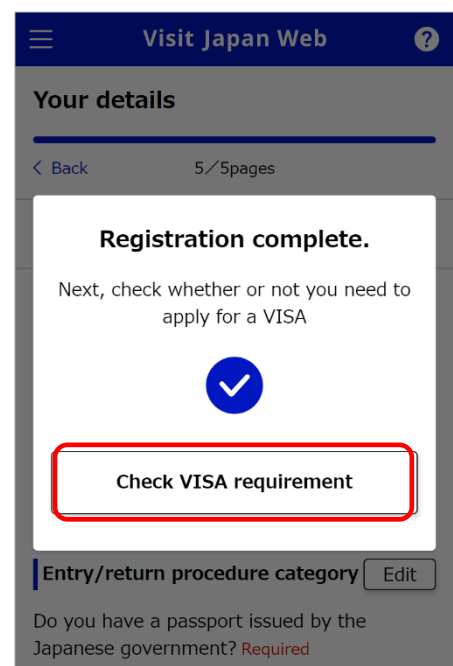 Visit Japan Web
?
Your details
< Back 5/5pages
Registration complete.
Next, check whether or not you need to
apply for a VISA
Check VISA requirement
Entry/return procedure category Edit
Do you have a passport issued by the
Japanese government? Required